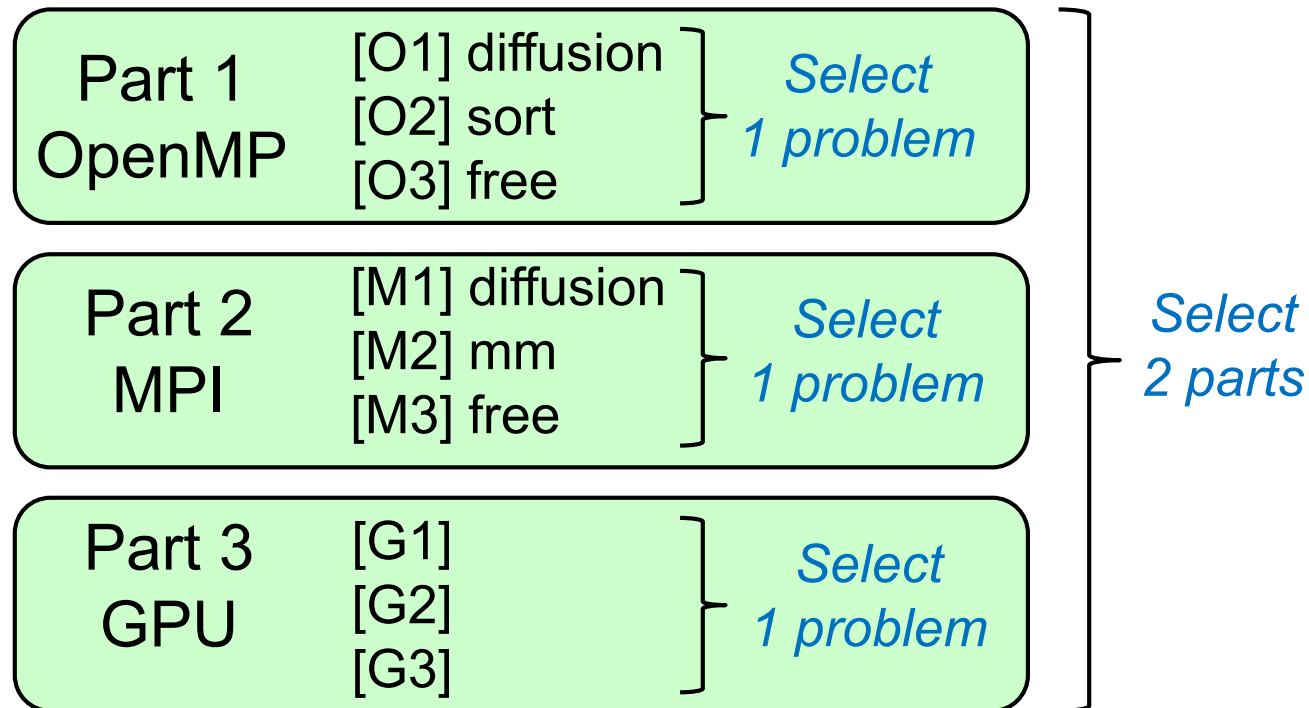 Part 1
OpenMP
[O1] diffusion
[O2] sort
[O3] free
Select
1 problem
Part 2
MPI
[M1] diffusion
[M2] mm
[M3] free
Select
1 problem
Part 3
GPU
[G1]
[G2]
[G3]
Select
1 problem
Select
2 parts